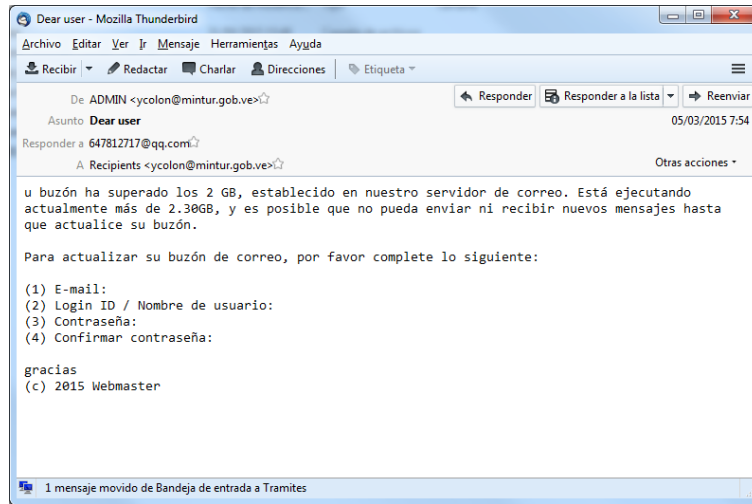 Dear user - Mozilla Thunderbird
Archivo Editar Ver Ir Mensaje Herramientas Ayuda
Recibir Redactar Charlar Direcciones Etiqueta
De ADMIN <ycolon@mintur.gob.ve>
Responder Responder a la lista Reenviar
Asunto Dear user
05/03/2015 7:54
Responder a 647812717@qq.com
A Recipients <ycolon@mintur.gob.ve>
Otras acciones
u buzón ha superado los 2 GB, establecido en nuestro servidor de correo. Está ejecutando
actualmente más de 2.30GB, y es posible que no pueda enviar ni recibir nuevos mensajes hasta
que actualice su buzón.
Para actualizar su buzón de correo, por favor complete lo siguiente:
(1) E-mail:
(2) Login ID / Nombre de usuario:
(3) Contraseña:
(4) Confirmar contraseña:
gracias
(c) 2015 Webmaster
1 mensaje movido de Bandeja de entrada a Tramites